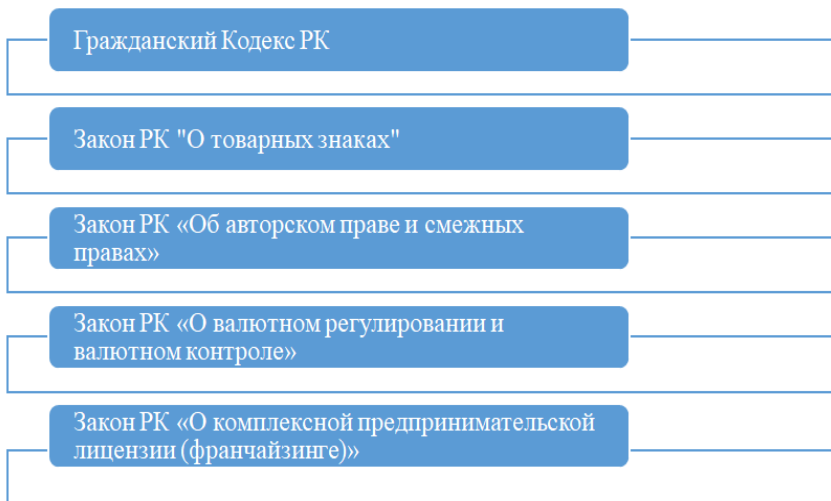 Гражданский Кодекс РК
Закон РК "О товарных знаках"
Закон РК «Об авторском праве и смежных
правах»
Закон РК «О валютном регулировании и
валютном контроле»
Закон РК «О комплексной предпринимательской
лицензии (франчайзинге)»